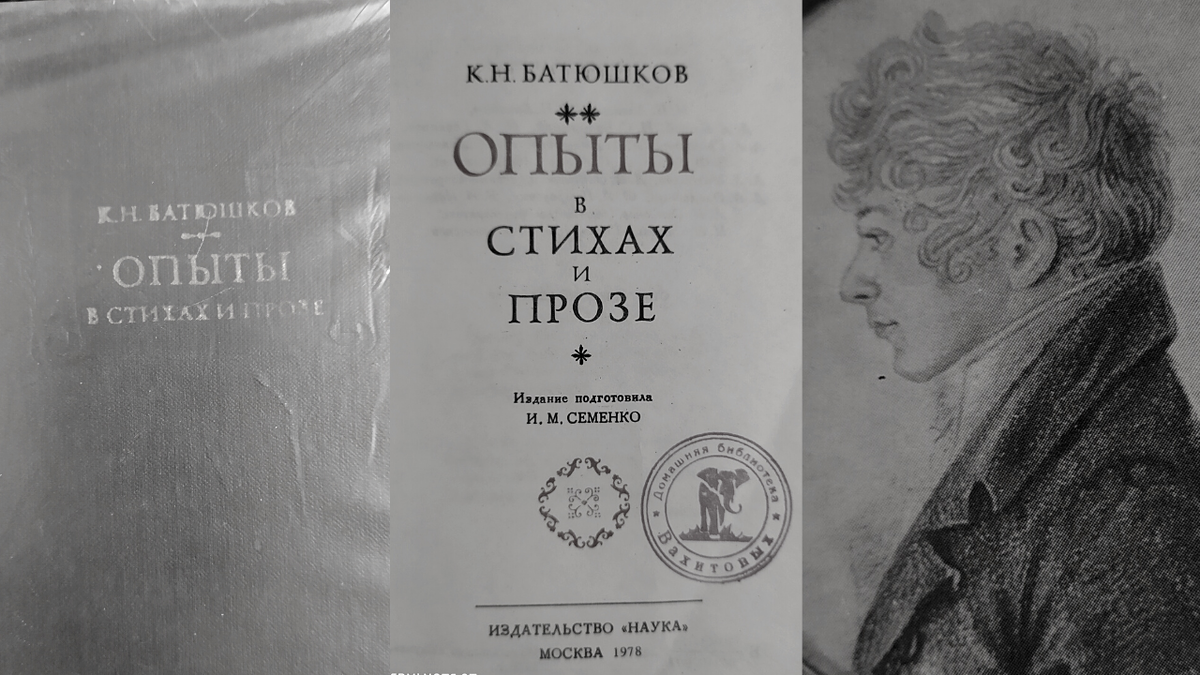 К.Н. БАТЮШКОВ
ОПЫТЫ
В СТИХАХ И ПРОЗЕ
К.Н. БАТЮШКОВ
ОПЫТЫ
В
СТИХАХ
И
ПРОЗЕ
Издание подготовила
И. М. СЕМЕНКО
Домашняя библиотека
Вахитовых
ИЗДАТЕЛЬСТВО «НАУКА»
МОСКВА 1978